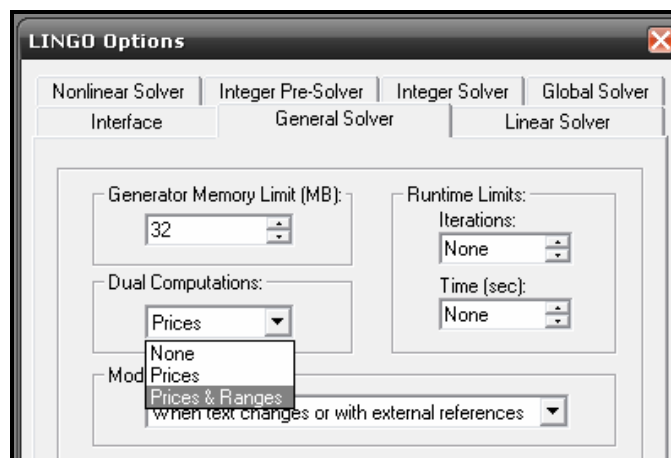 LINGO Options
Nonlinear Solver Integer Pre-Solver Integer Solver Global Solver
Interface General Solver Linear Solver
Generator Memory Limit (MB):
32
Dual Computations:
Prices
None
Prices
Prices & Ranges
Mod
When text changes or with external references
Runtime Limits:
Iterations:
None
Time (sec):
None